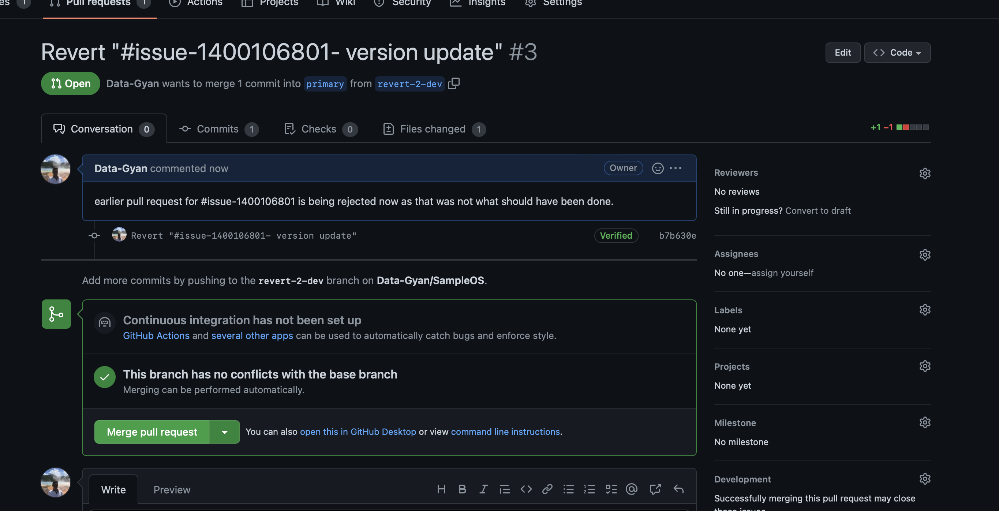 es 1 Pull requests 1 Actions Projects Wiki Security Insights Settings
Revert "#issue-1400106801- version update" #3
Edit
Code
Open
Data-Gyan wants to merge 1 commit into primary from revert-2-dev
Conversation 0
Commits 1
Checks 0
Files changed 1
+1 −1
Data-Gyan commented now
Owner
earlier pull request for #issue-1400106801 is being rejected now as that was not what should have been done.
Revert "#issue-1400106801- version update"
Verified
b7b630e
Add more commits by pushing to the revert-2-dev branch on Data-Gyan/SampleOS.
Continuous integration has not been set up
GitHub Actions and several other apps can be used to automatically catch bugs and enforce style.
This branch has no conflicts with the base branch
Merging can be performed automatically.
Merge pull request
You can also open this in GitHub Desktop or view command line instructions.
Write
Preview
Reviewers
No reviews
Still in progress? Convert to draft
Assignees
No one—assign yourself
Labels
None yet
Projects
None yet
Milestone
No milestone
Development
Successfully merging this pull request may close
these issues